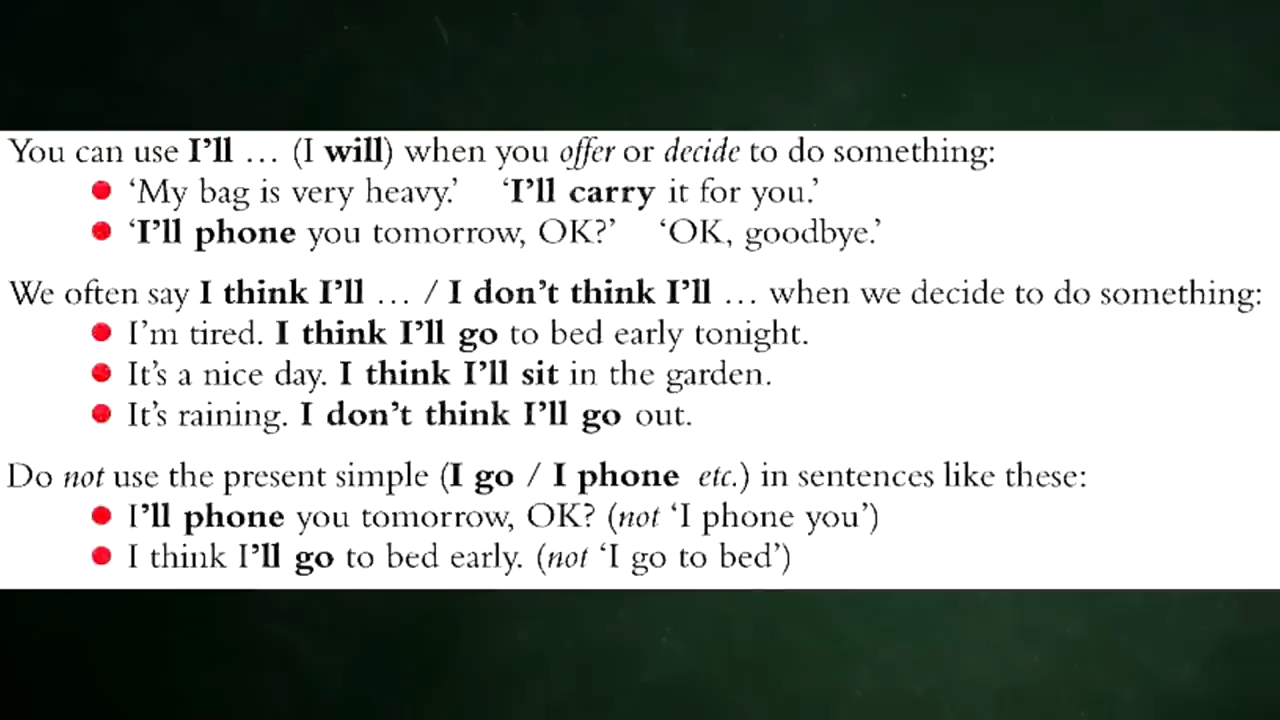 You can use I’ll … (I will) when you offer or decide to do something:
● ‘My bag is very heavy.’ ‘I’ll carry it for you.’
● ‘I’ll phone you tomorrow, OK?’ ‘OK, goodbye.’
We often say I think I’ll … / I don’t think I’ll … when we decide to do something:
● I’m tired. I think I’ll go to bed early tonight.
● It’s a nice day. I think I’ll sit in the garden.
● It’s raining. I don’t think I’ll go out.
Do not use the present simple (I go / I phone etc.) in sentences like these:
● I’ll phone you tomorrow, OK? (not ‘I phone you’)
● I think I’ll go to bed early. (not ‘I go to bed’)